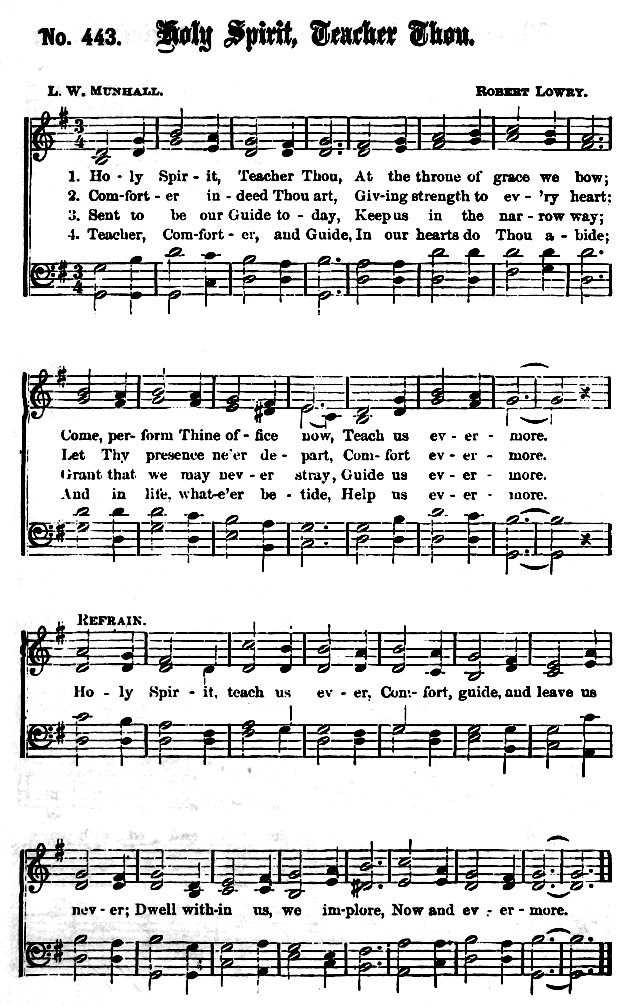 No. 443. Holy Spirit, Teacher Thou.
L. W. MUNHALL. ROBERT LOWRY.
1. Ho - ly Spir - it, Teacher Thou, At the throne of grace we bow;
2. Com-fort - er in - deed Thou art, Giv-ing strength to ev - 'ry heart:
3. Sent to be our Guide to - day, Keep us in the nar - row way;
4. Teacher, Com-fort - er, and Guide, In our hearts do Thou a - bide;
Come, per- form Thine of - fice now, Teach us ev - er - more.
Let Thy presence ne'er de - part, Com- fort ev - er - more.
Grant that we may nev - er stray, Guide us ev - er - more.
And in life, what-e'er be - tide, Help us ev - er - more.
REFRAIN.
Ho - ly Spir - it, teach us ev - er, Com- fort, guide, and leave us
nev - er; Dwell with-in us, we im-plore, Now and ev - er - more.